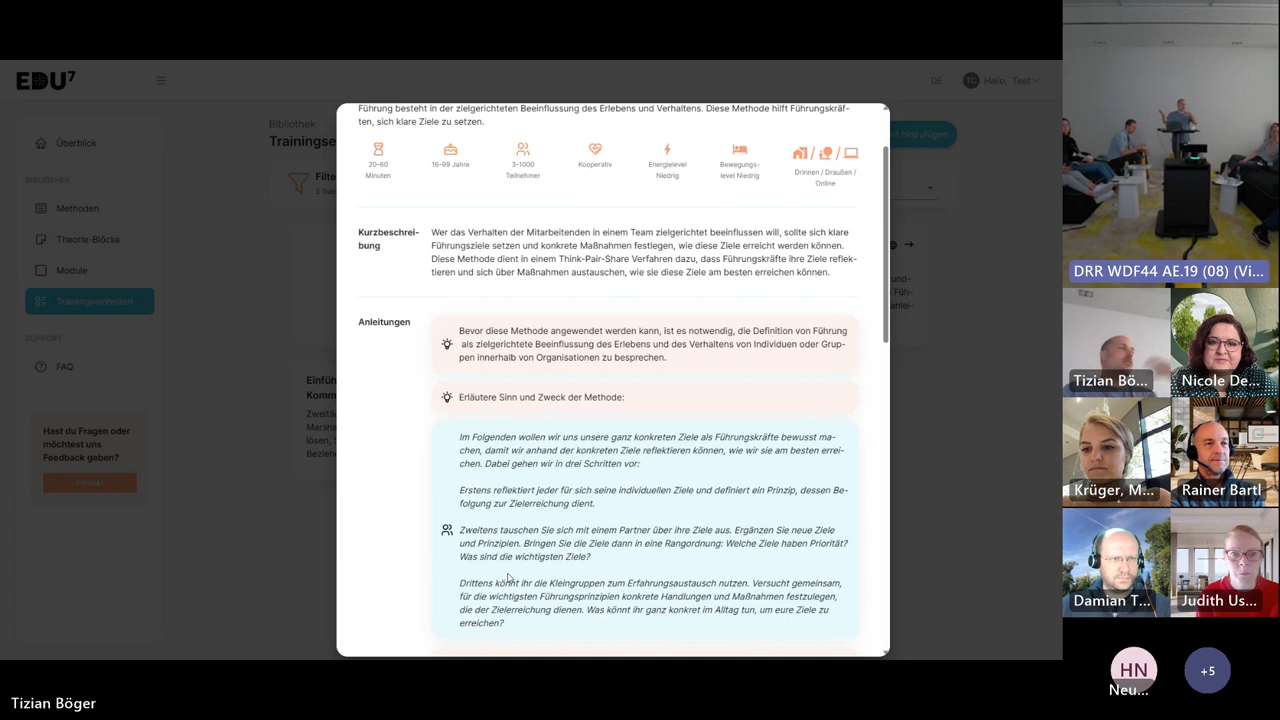 EDU⁷
DE
TC
Hallo, Test
Überblick
BIBLIOTHEK
Methoden
Theorie-Blöcke
Module
Trainingseinheiten
SUPPORT
FAQ
Hast du Fragen oder
möchtest uns
Feedback geben?
Kontakt
Bibliothek
Trainingse
Filte
3 Trai
t hinzufügen
Einfüh
Komm
Zweitäg
Marsha
lösen, S
Beziehe
Führung besteht in der zielgerichteten Beeinflussung des Erlebens und Verhaltens. Diese Methode hilft Führungskräf-
ten, sich klare Ziele zu setzen.
20-60
Minuten
16-99 Jahre
3-1000
Teilnehmer
Kooperativ
Energielevel
Niedrig
Bewegungs-
level Niedrig
Drinnen / Draußen /
Online
Kurzbeschrei-
bung
Wer das Verhalten der Mitarbeitenden in einem Team zielgerichtet beeinflussen will, sollte sich klare
Führungsziele setzen und konkrete Maßnahmen festlegen, wie diese Ziele erreicht werden können.
Diese Methode dient in einem Think-Pair-Share Verfahren dazu, dass Führungskräfte ihre Ziele reflek-
tieren und sich über Maßnahmen austauschen, wie sie diese Ziele am besten erreichen können.
Anleitungen
Bevor diese Methode angewendet werden kann, ist es notwendig, die Definition von Führung
als zielgerichtete Beeinflussung des Erlebens und des Verhaltens von Individuen oder Grup-
pen innerhalb von Organisationen zu besprechen.
Erläutere Sinn und Zweck der Methode:
Im Folgenden wollen wir uns unsere ganz konkreten Ziele als Führungskräfte bewusst ma-
chen, damit wir anhand der konkreten Ziele reflektieren können, wie wir sie am besten errei-
chen. Dabei gehen wir in drei Schritten vor:
Erstens reflektiert jeder für sich seine individuellen Ziele und definiert ein Prinzip, dessen Be-
folgung zur Zielerreichung dient.
Zweitens tauschen Sie sich mit einem Partner über ihre Ziele aus. Ergänzen Sie neue Ziele
und Prinzipien. Bringen Sie die Ziele dann in eine Rangordnung: Welche Ziele haben Priorität?
Was sind die wichtigsten Ziele?
Drittens könnt ihr die Kleingruppen zum Erfahrungsaustausch nutzen. Versucht gemeinsam,
für die wichtigsten Führungsprinzipien konkrete Handlungen und Maßnahmen festzulegen,
die der Zielerreichung dienen. Was könnt ihr ganz konkret im Alltag tun, um eure Ziele zu
erreichen?
DRR WDF44 AE.19 (08) (Vi...
Tizian Bö...
Nicole De...
Krüger, M...
Rainer Bartl
Damian T...
Judith Us...
HN
Neu...
+5
Tizian Böger